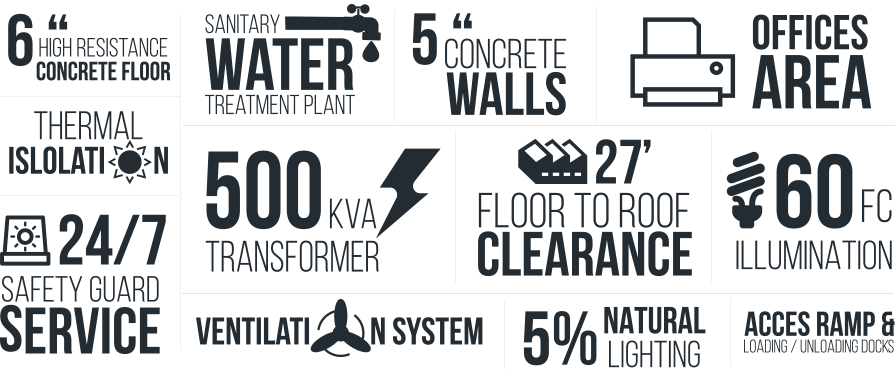 6 “ HIGH RESISTANCE
CONCRETE FLOOR
SANITARY
WATER
TREATMENT PLANT
5 “ CONCRETE
WALLS
OFFICES
AREA
THERMAL
ISLOLATI N
500 KVA
TRANSFORMER
27’
FLOOR TO ROOF
CLEARANCE
60 FC
ILLUMINATION
24/7
SAFETY GUARD
SERVICE
VENTILATI N SYSTEM
5% NATURAL
LIGHTING
ACCES RAMP &
LOADING / UNLOADING DOCKS